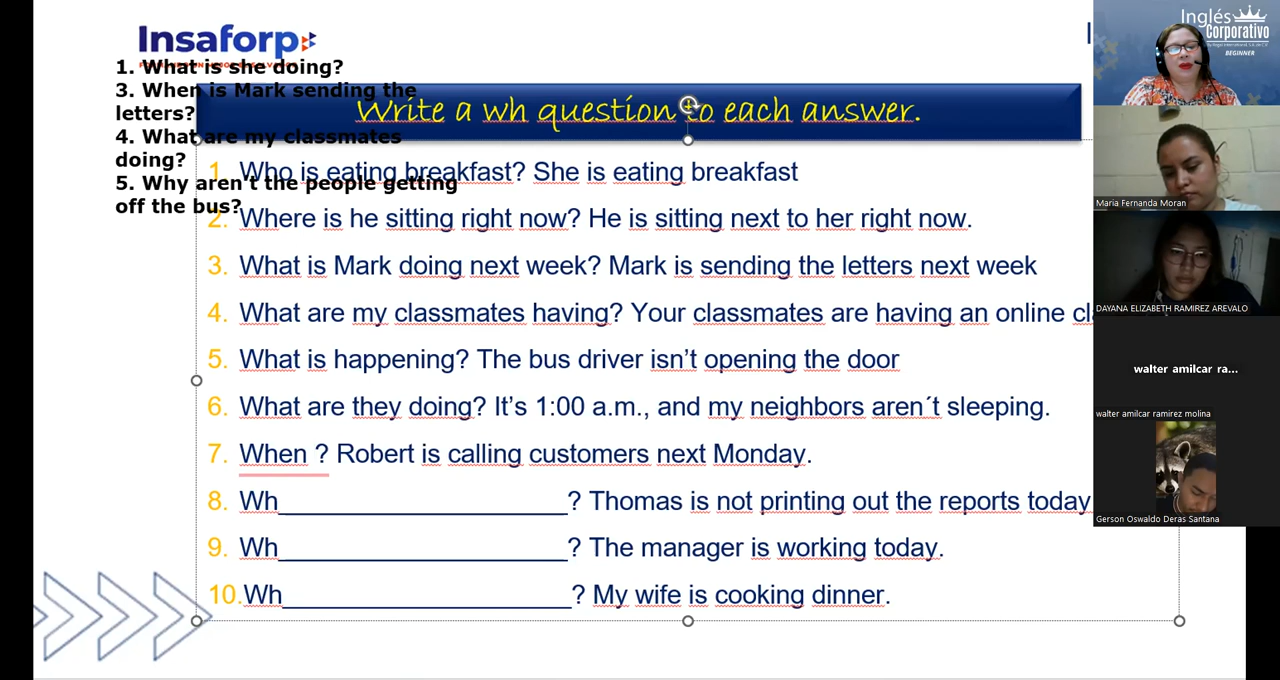 Insaforp
1. What is she doing?
3. When is Mark sending the
letters?
4. What are my classmates
doing?
5. Why aren't the people getting
off the bus?
Write a wh question to each answer.
1. Who is eating breakfast? She is eating breakfast
2. Where is he sitting right now? He is sitting next to her right now.
3. What is Mark doing next week? Mark is sending the letters next week
4. What are my classmates having? Your classmates are having an online
5. What is happening? The bus driver isn't opening the door
6. What are they doing? It's 1:00 a.m., and my neighbors aren´t sleeping.
7. When ? Robert is calling customers next Monday.
8. Wh____________________? Thomas is not printing out the reports today
9. Wh____________________? The manager is working today.
10. Wh____________________? My wife is cooking dinner.
Inglés
Corporativo
BEGINNER
Maria Fernanda Moran
DAYANA ELIZABETH RAMIREZ AREVALO
walter amilcar ra...
walter amilcar ramirez molina
Gerson Oswaldo Deras Santana